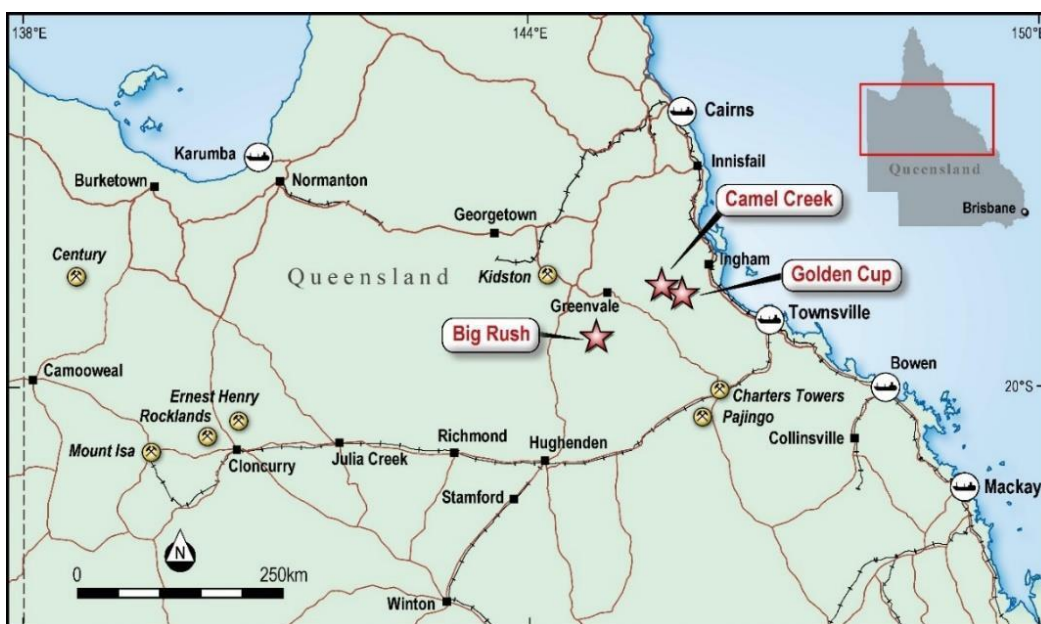 138°E
144°E
150°E
Cairns
Karumba
Innisfail
Burketown
Normanton
Queensland
Camel Creek
Georgetown
Brisbane
Century
Ingham
Kidston
Queensland
Golden Cup
Greenvale
Townsville
Big Rush
Bowen
Camooweal
20°S
Ernest Henry
Charters Towers
Rocklands
Pajingo
Richmond
Hughenden
Collinsville
Mount Isa
Cloncurry
Julia Creek
Stamford
Mackay
N
0
250km
Winton